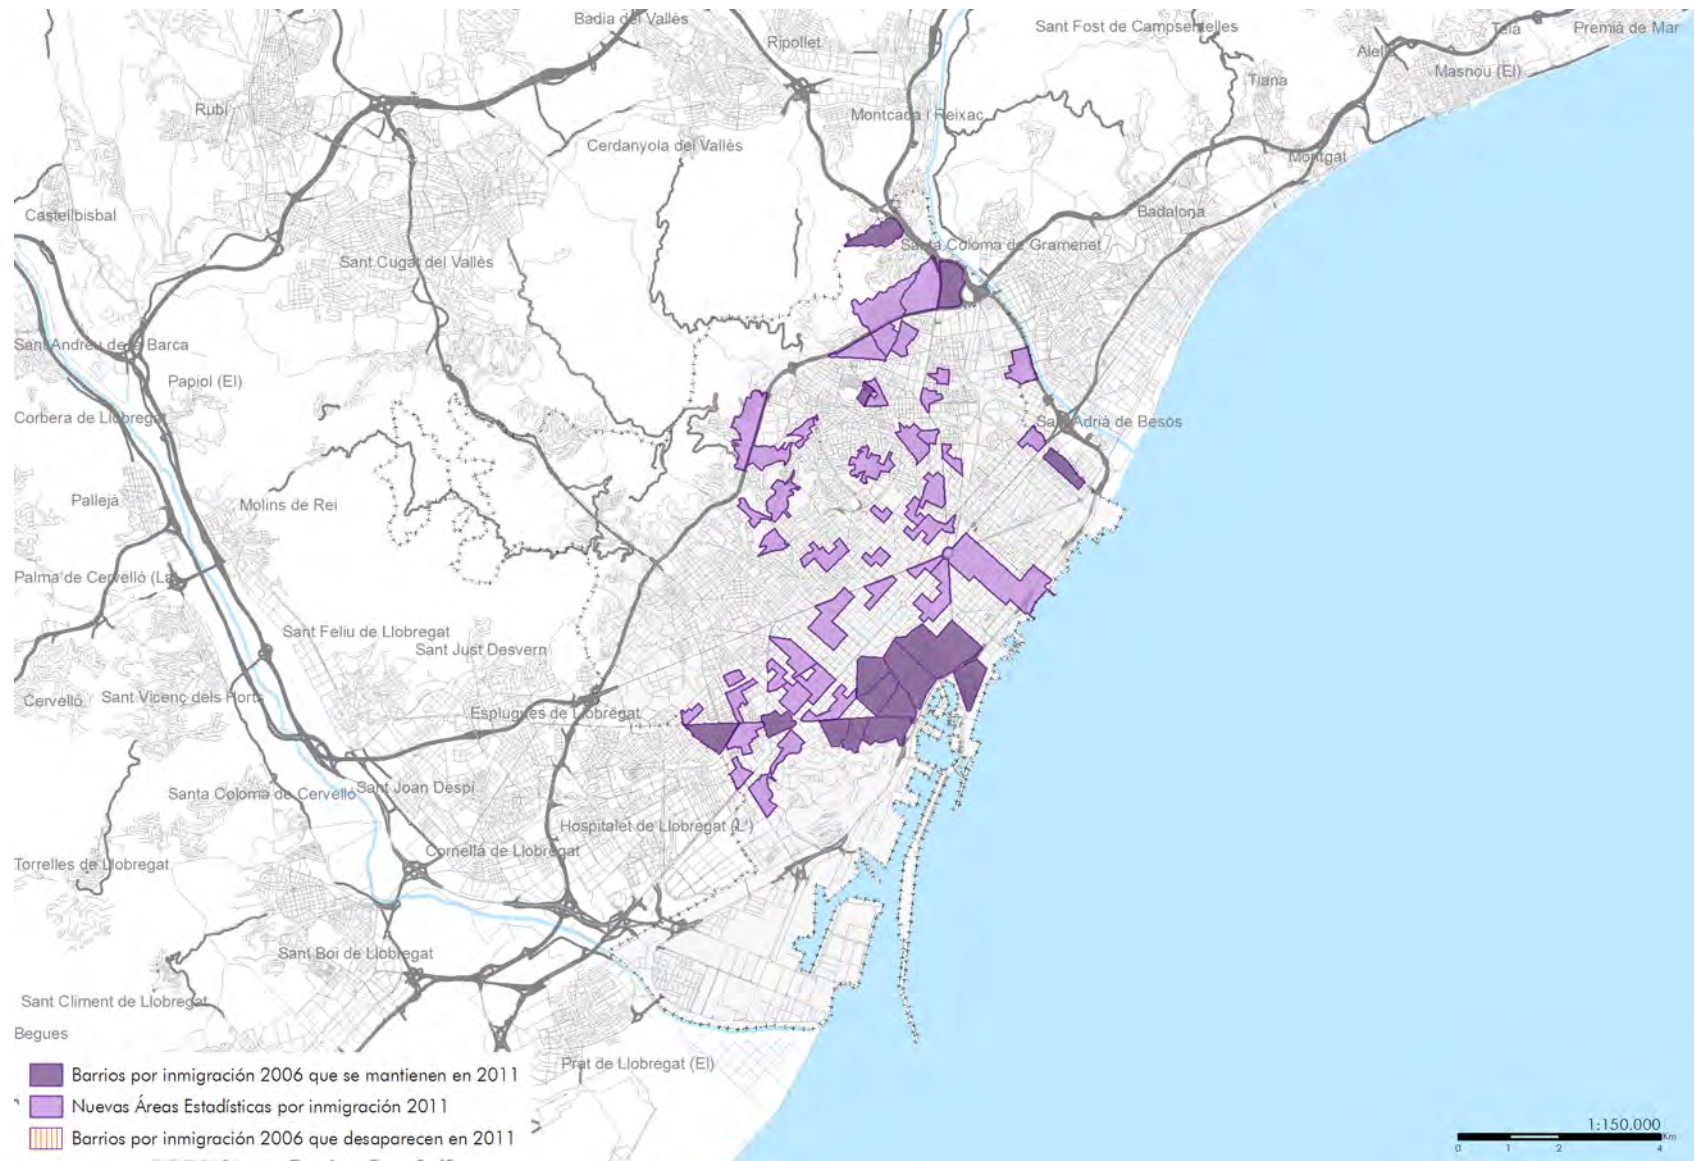 Badia del Vallès
Sant Fost de Campsentelles
Teià
Premià de Mar
Ripollet
Alella
Masnou (El)
Tiana
Rubí
Montcada i Reixac
Cerdanyola del Vallès
Montgat
Castellbisbal
Badalona
Santa Coloma de Gramenet
Sant Cugat del Vallès
Sant Andreu de la Barca
Papiol (El)
Corbera de Llobregat
Sant Adrià de Besòs
Pallejà
Molins de Rei
Palma de Cervelló (La)
Sant Feliu de Llobregat
Sant Just Desvern
Cervelló
Sant Vicenç dels Horts
Esplugues de Llobregat
Santa Coloma de Cervelló
Sant Joan Despí
Hospitalet de Llobregat (L')
Cornellà de Llobregat
Torrelles de Llobregat
Sant Boi de Llobregat
Sant Climent de Llobregat
Begues
Prat de Llobregat (El)
Barrios por inmigración 2006 que se mantienen en 2011
Nuevas Áreas Estadísticas por inmigración 2011
Barrios por inmigración 2006 que desaparecen en 2011
1:150.000
Km
0 1 2 4